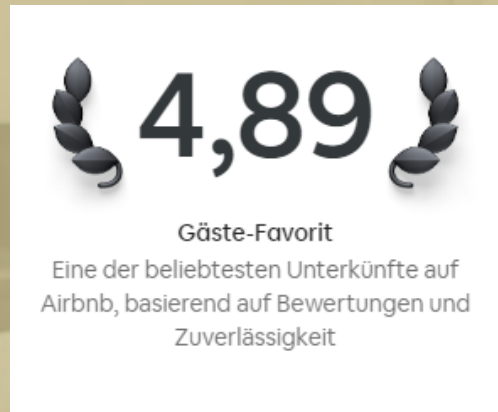 4,89
Gäste-Favorit
Eine der beliebtesten Unterkünfte auf
Airbnb, basierend auf Bewertungen und
Zuverlässigkeit